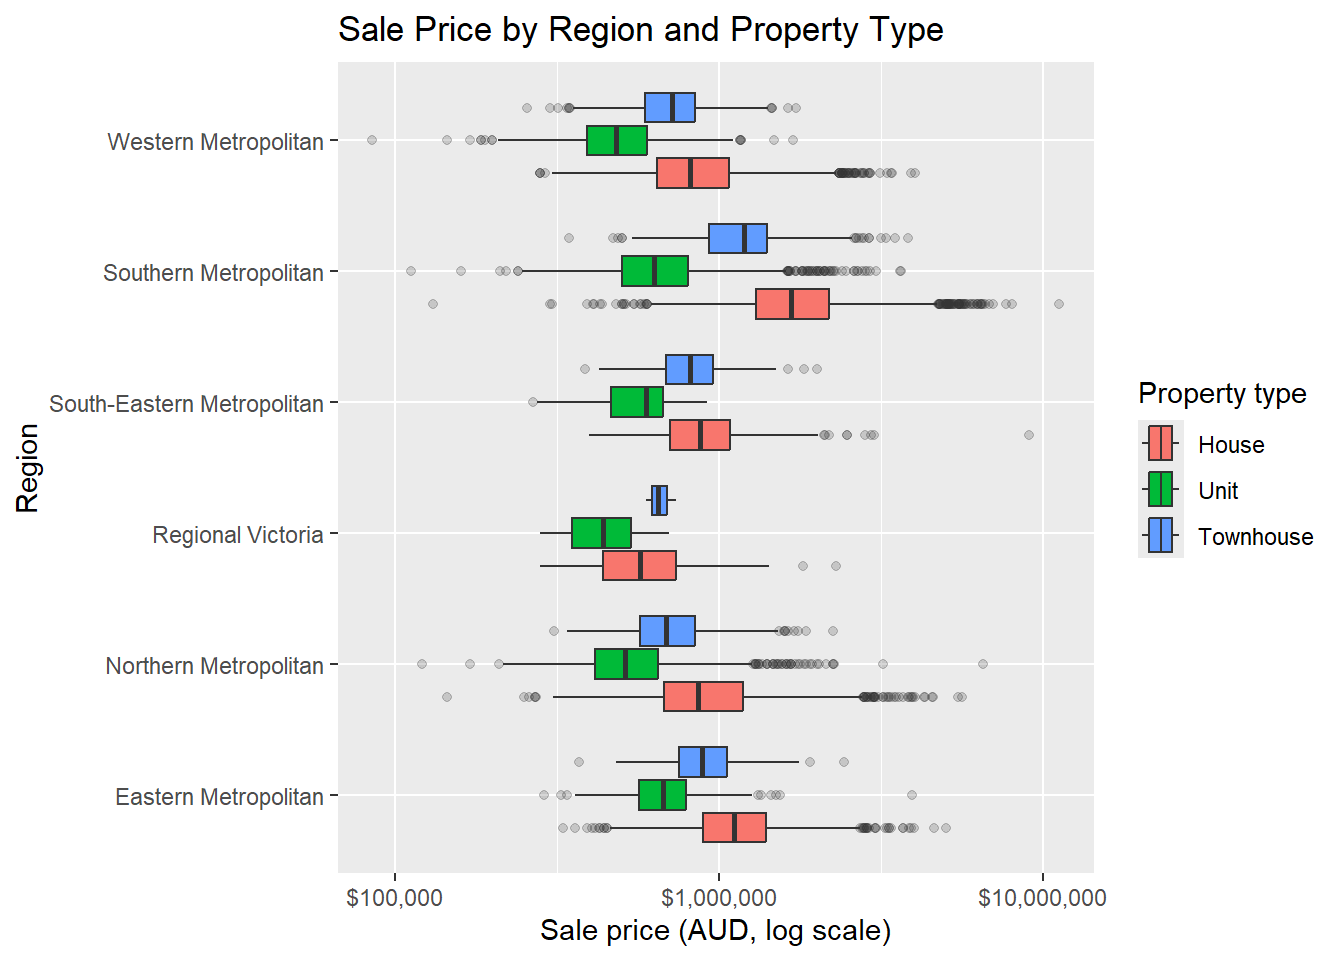 Sale Price by Region and Property Type
Western Metropolitan
Southern Metropolitan
South-Eastern Metropolitan
Regional Victoria
Northern Metropolitan
Eastern Metropolitan
Region
$100,000
$1,000,000
$10,000,000
Sale price (AUD, log scale)
Property type
House
Unit
Townhouse